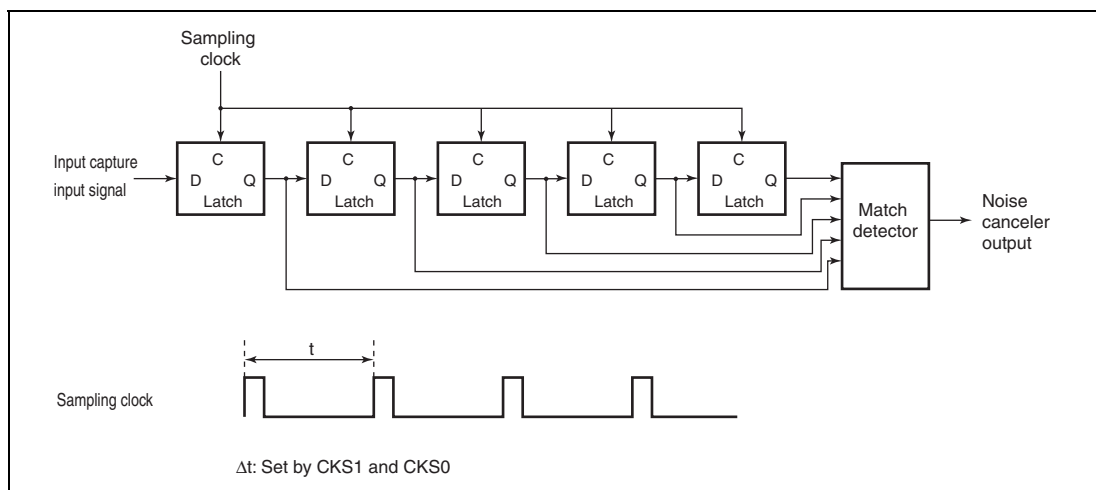 Sampling
clock
Input capture
input signal
C
D Q
Latch
C
D Q
Latch
C
D Q
Latch
C
D Q
Latch
C
D Q
Latch
Match
detector
Noise
canceler
output
t
Sampling clock
Δt: Set by CKS1 and CKS0